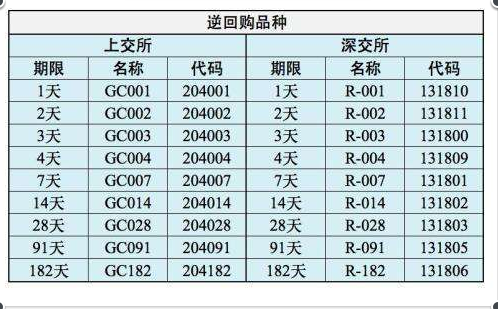 逆回购品种
上交所 深交所
期限 名称 代码 期限 名称 代码
1天 GC001 204001 1天 R-001 131810
2天 GC002 204002 2天 R-002 131811
3天 GC003 204003 3天 R-003 131800
4天 GC004 204004 4天 R-004 131809
7天 GC007 204007 7天 R-007 131801
14天 GC014 204014 14天 R-014 131802
28天 GC028 204028 28天 R-028 131803
91天 GC091 204091 91天 R-091 131805
182天 GC182 204182 182天 R-182 131806